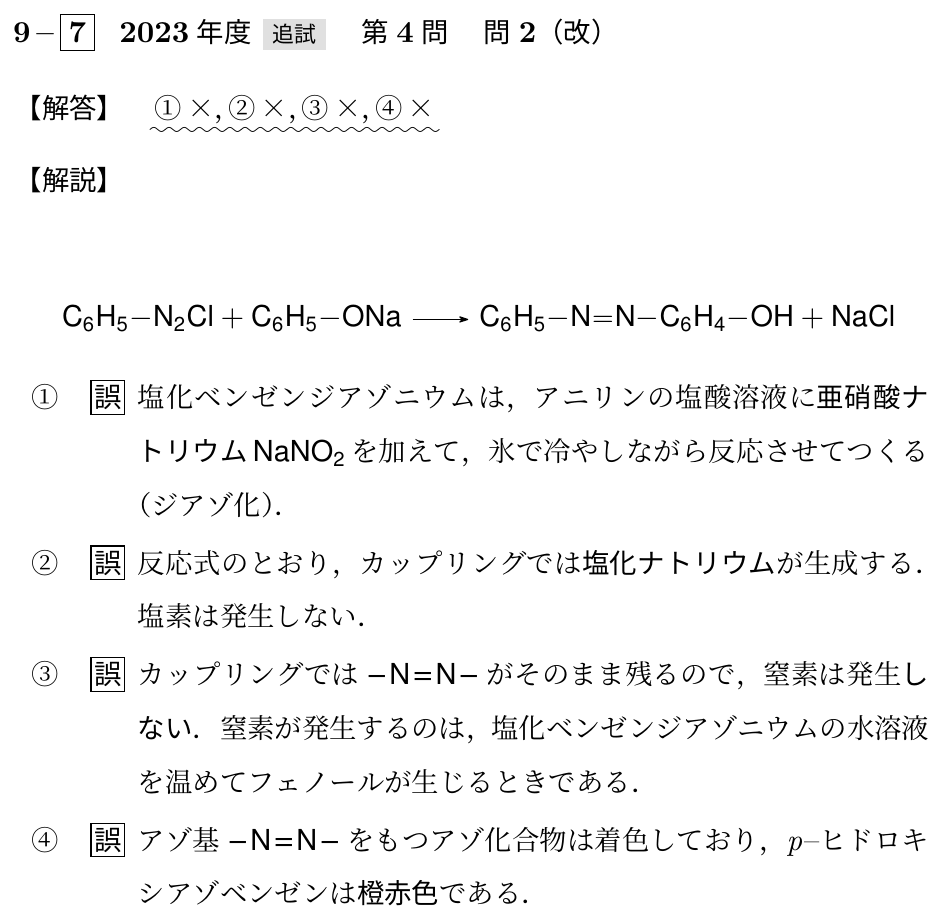 9-7 2023年度 追試 第4問 問2（改）
【解答】 ①×,②×,③×,④×
【解説】
C₆H₅−N₂Cl + C₆H₅−ONa ⟶ C₆H₅−N=N−C₆H₄−OH + NaCl
① 誤 塩化ベンゼンジアゾニウムは，アニリンの塩酸溶液に亜硝酸ナ
トリウム NaNO₂ を加えて，氷で冷やしながら反応させてつくる
（ジアゾ化）．
② 誤 反応式のとおり，カップリングでは塩化ナトリウムが生成する．
塩素は発生しない．
③ 誤 カップリングでは −N=N− がそのまま残るので，窒素は発生し
ない．窒素が発生するのは，塩化ベンゼンジアゾニウムの水溶液
を温めてフェノールが生じるときである．
④ 誤 アゾ基 −N=N− をもつアゾ化合物は着色しており，p−ヒドロキ
シアゾベンゼンは橙赤色である．